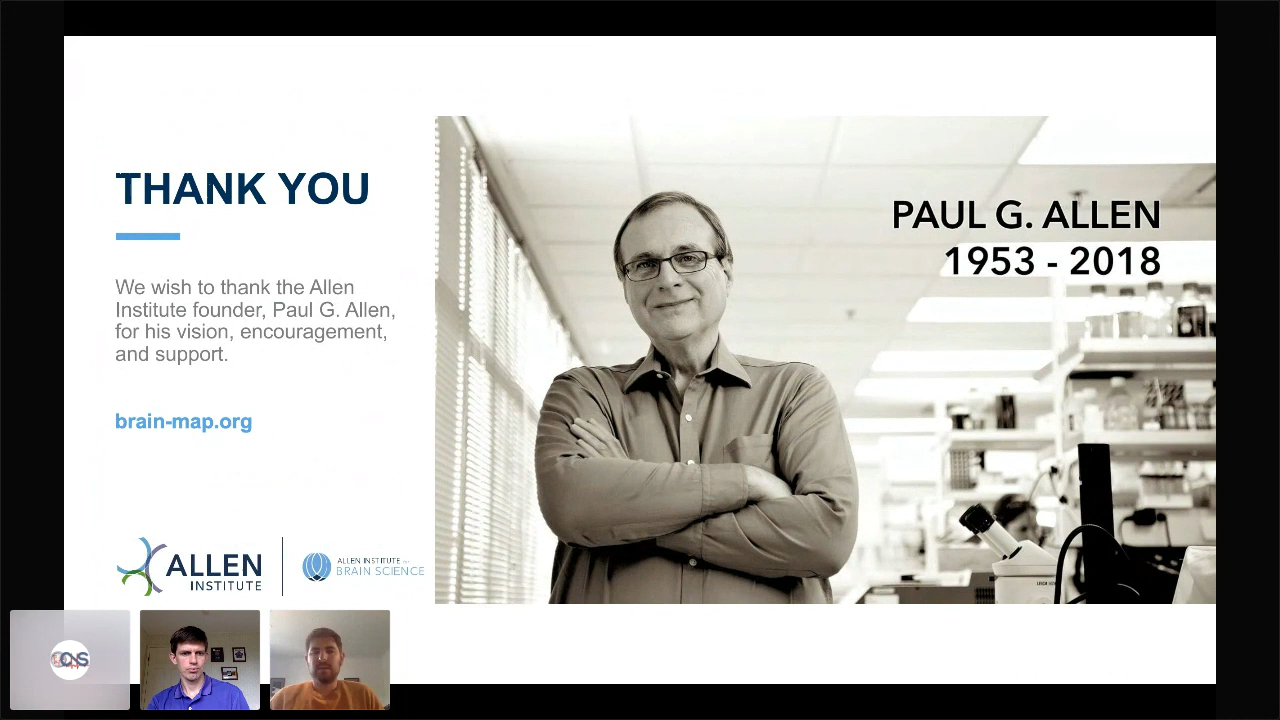 THANK YOU
We wish to thank the Allen
Institute founder, Paul G. Allen,
for his vision, encouragement,
and support.
brain-map.org
ALLEN
INSTITUTE
ALLEN INSTITUTE for
BRAIN SCIENCE
PAUL G. ALLEN
1953 - 2018